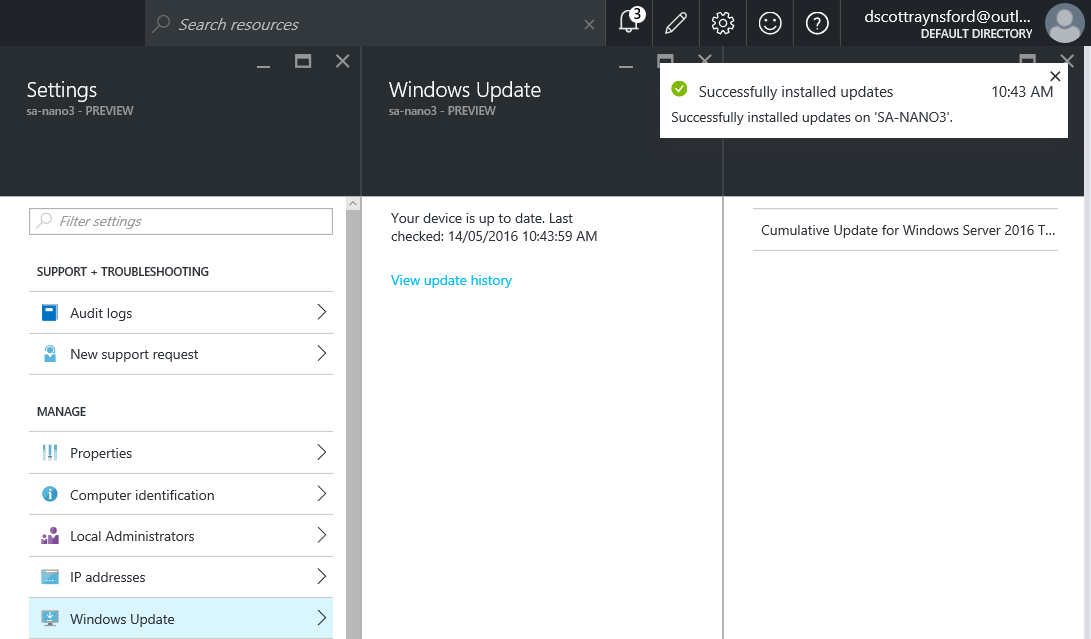 Search resources
3
dscottraynsford@outl...
DEFAULT DIRECTORY
Settings
sa-nano3 - PREVIEW
Filter settings
SUPPORT + TROUBLESHOOTING
Audit logs
New support request
MANAGE
Properties
Computer identification
Local Administrators
IP addresses
Windows Update
Windows Update
sa-nano3 - PREVIEW
Your device is up to date. Last
checked: 14/05/2016 10:43:59 AM
View update history
Successfully installed updates 10:43 AM
Successfully installed updates on 'SA-NANO3'.
Cumulative Update for Windows Server 2016 T...